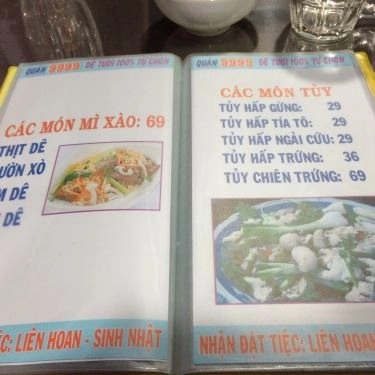 QUÁN 9999 DÊ TƯƠI 100% TỰ CHỌN
CÁC MÓN MÌ XÀO: 69
THỊT DÊ
ƯỜN XÒ
DÊ
DÊ
TIỆC: LIÊN HOAN - SINH NHẬT
QUÁN 9999 DÊ TƯƠI 100% TỰ CHỌN
CÁC MÓN TỦY
TỦY HẤP GỪNG: 29
TỦY HẤP TÍA TÔ: 29
TỦY HẤP NGẢI CỨU: 29
TỦY HẤP TRỨNG: 36
TỦY CHIÊN TRỨNG: 69
NHẬN ĐẶT TIỆC: LIÊN HOAN